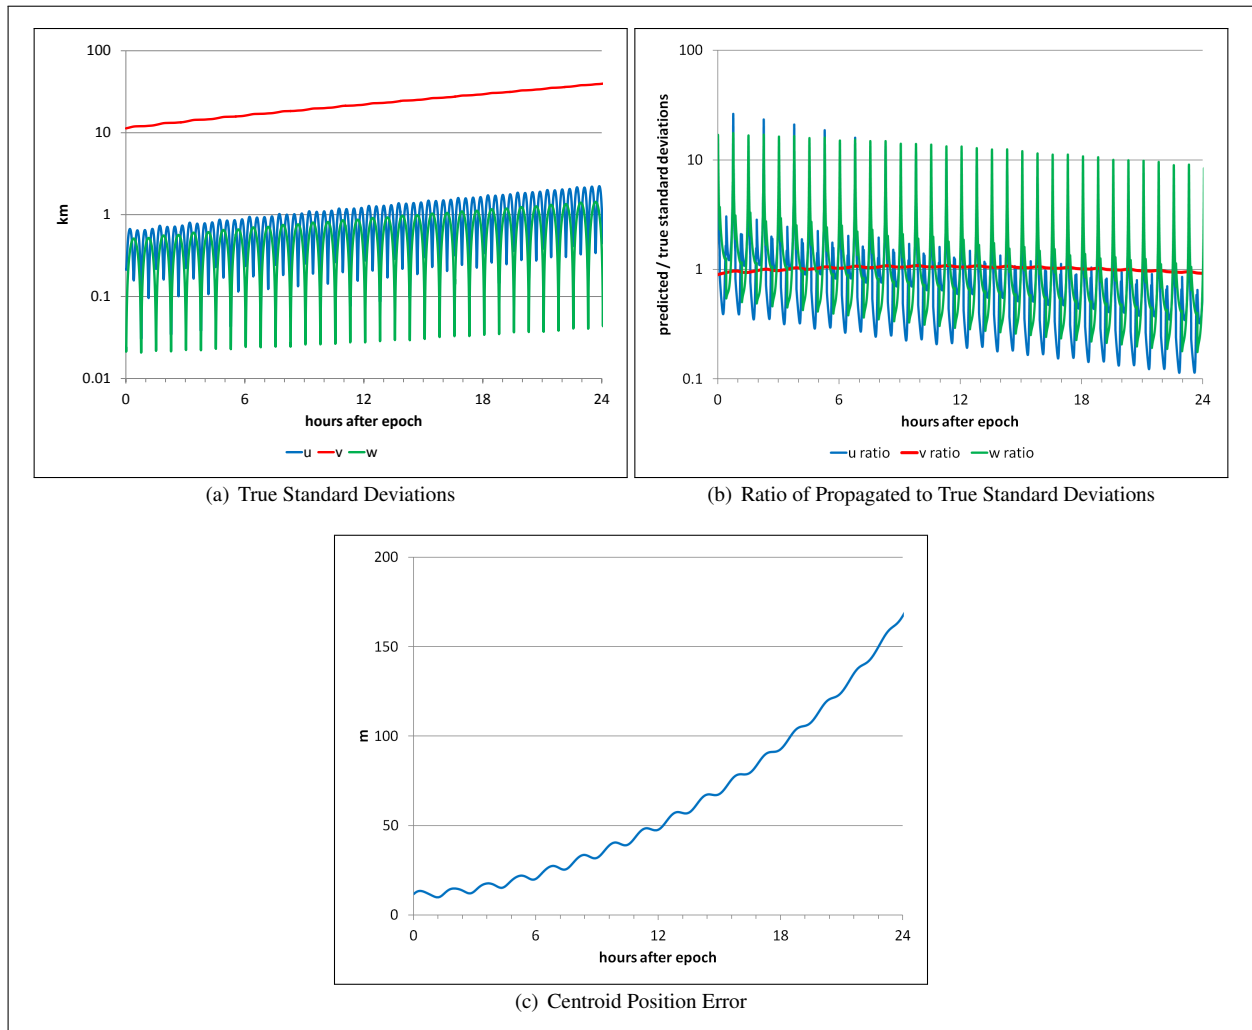 100
10
1
0.1
0.01
km
0 6 12 18 24
hours after epoch
u v w
(a) True Standard Deviations
100
10
1
0.1
predicted / true standard deviations
0 6 12 18 24
hours after epoch
u ratio v ratio w ratio
(b) Ratio of Propagated to True Standard Deviations
200
150
100
50
0
m
0 6 12 18 24
hours after epoch
(c) Centroid Position Error